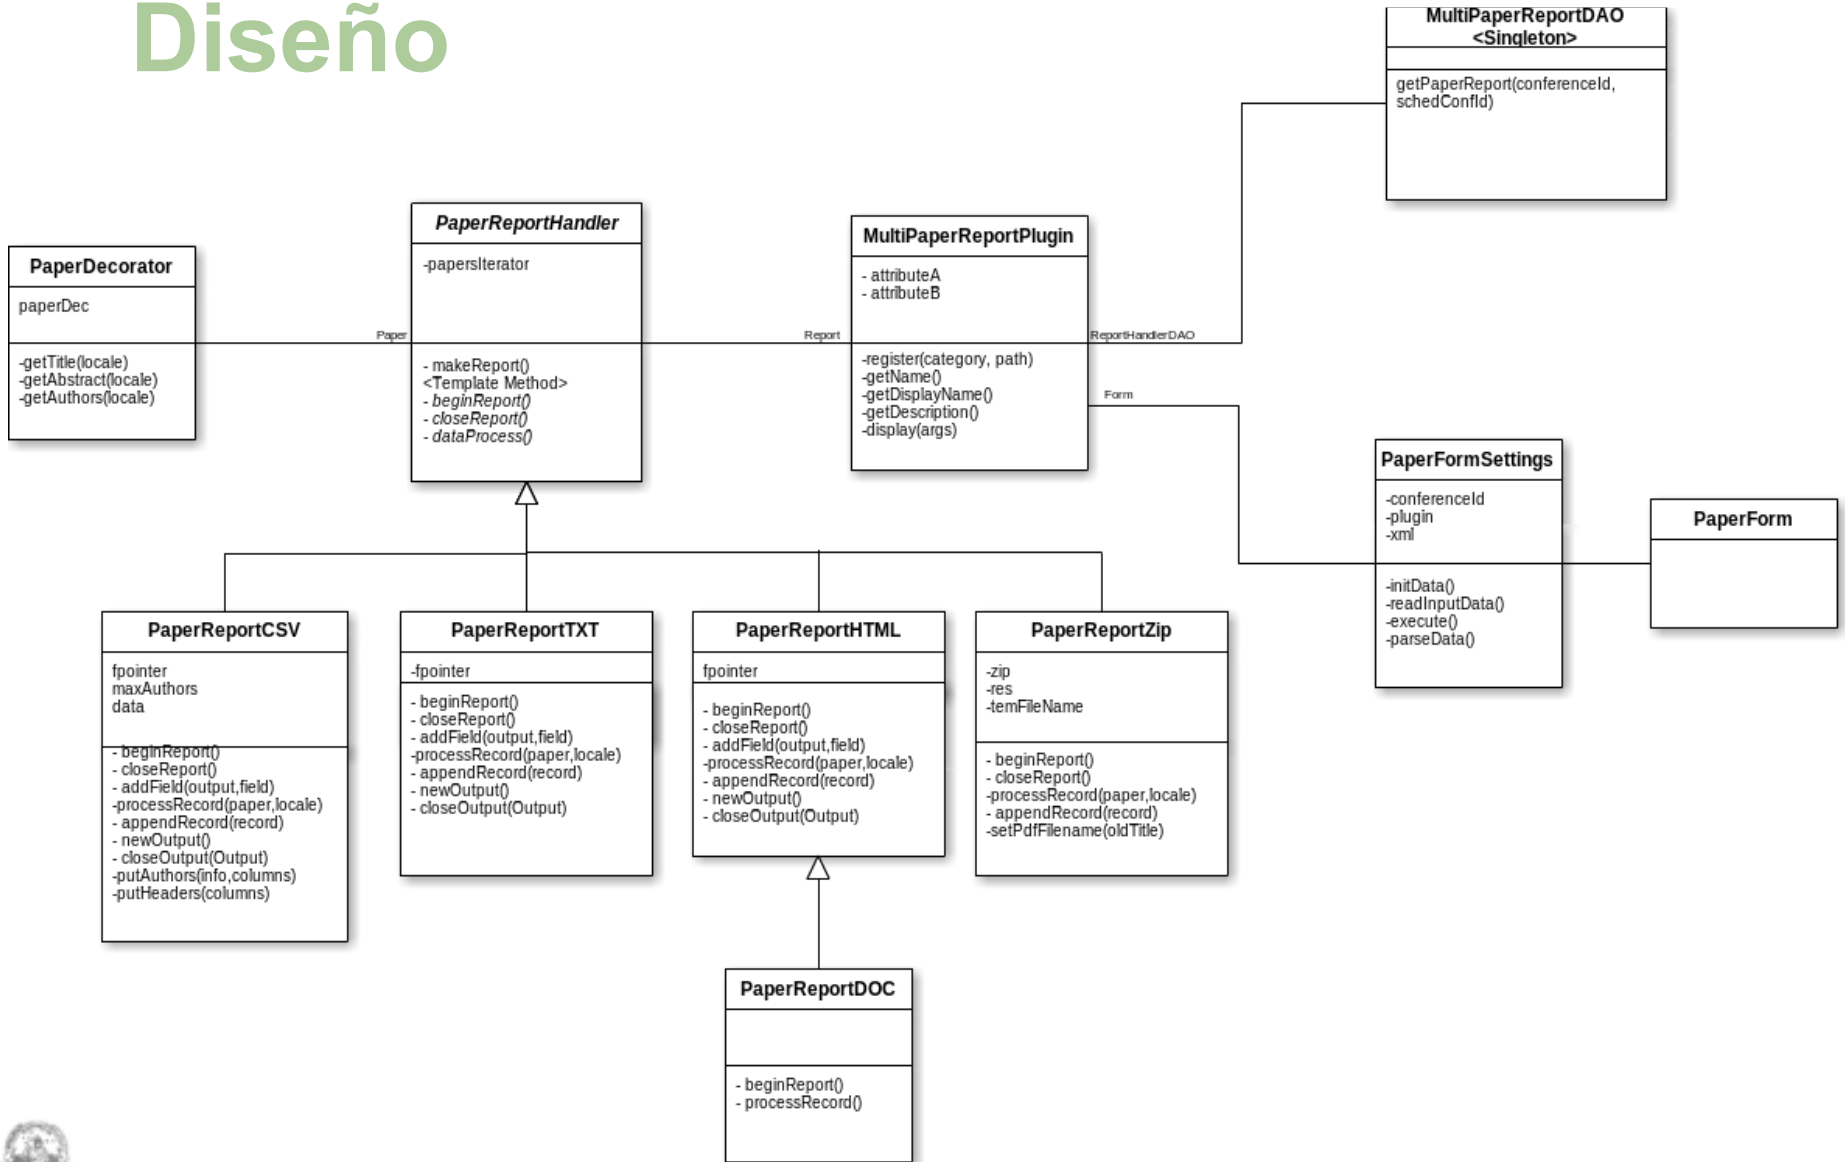 Diseño
MultiPaperReportDAO
<Singleton>
getPaperReport(conferenceId,
schedConfId)
PaperDecorator
paperDec
-getTitle(locale)
-getAbstract(locale)
-getAuthors(locale)
Paper
PaperReportHandler
-papersIterator
- makeReport()
<Template Method>
- beginReport()
- closeReport()
- dataProcess()
Report
MultiPaperReportPlugin
- attributeA
- attributeB
-register(category, path)
-getName()
-getDisplayName()
-getDescription()
-display(args)
ReportHandlerDAO
Form
PaperFormSettings
-conferenceId
-plugin
-xml
-initData()
-readInputData()
-execute()
-parseData()
PaperForm
PaperReportCSV
fpointer
maxAuthors
data
- beginReport()
- closeReport()
- addField(output,field)
-processRecord(paper,locale)
- appendRecord(record)
- newOutput()
- closeOutput(Output)
-putAuthors(info,columns)
-putHeaders(columns)
PaperReportTXT
-fpointer
- beginReport()
- closeReport()
- addField(output,field)
-processRecord(paper,locale)
- appendRecord(record)
- newOutput()
- closeOutput(Output)
PaperReportHTML
fpointer
- beginReport()
- closeReport()
- addField(output,field)
-processRecord(paper,locale)
- appendRecord(record)
- newOutput()
- closeOutput(Output)
PaperReportZip
-zip
-res
-temFileName
- beginReport()
- closeReport()
-processRecord(paper,locale)
- appendRecord(record)
-setPdfFilename(oldTitle)
PaperReportDOC
- beginReport()
- processRecord()